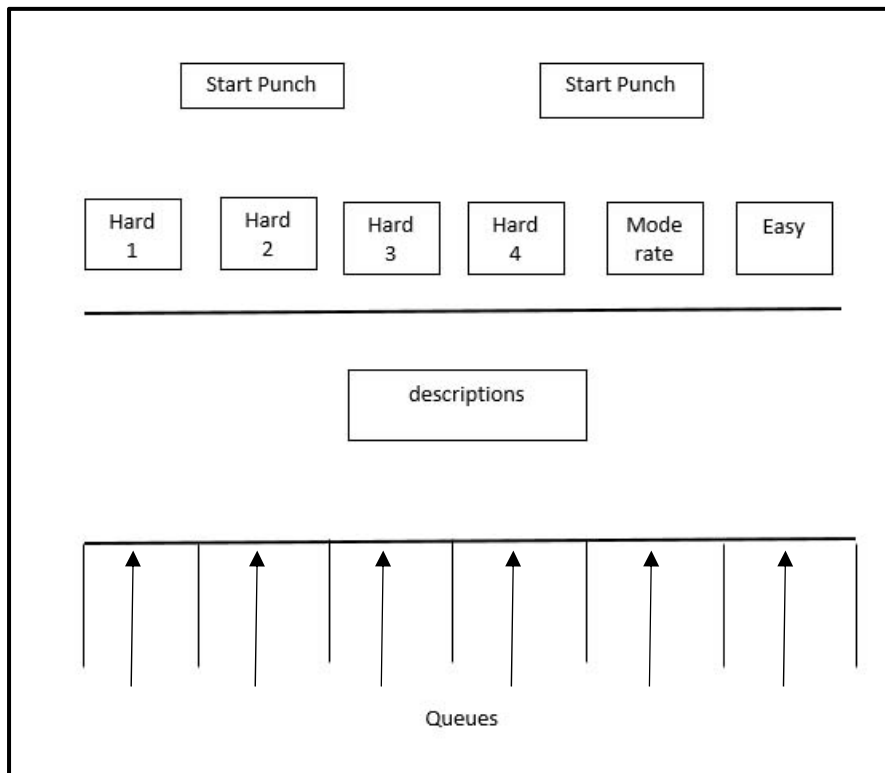 Start Punch
Start Punch
Hard
1
Hard
2
Hard
3
Hard
4
Mode
rate
Easy
descriptions
Queues